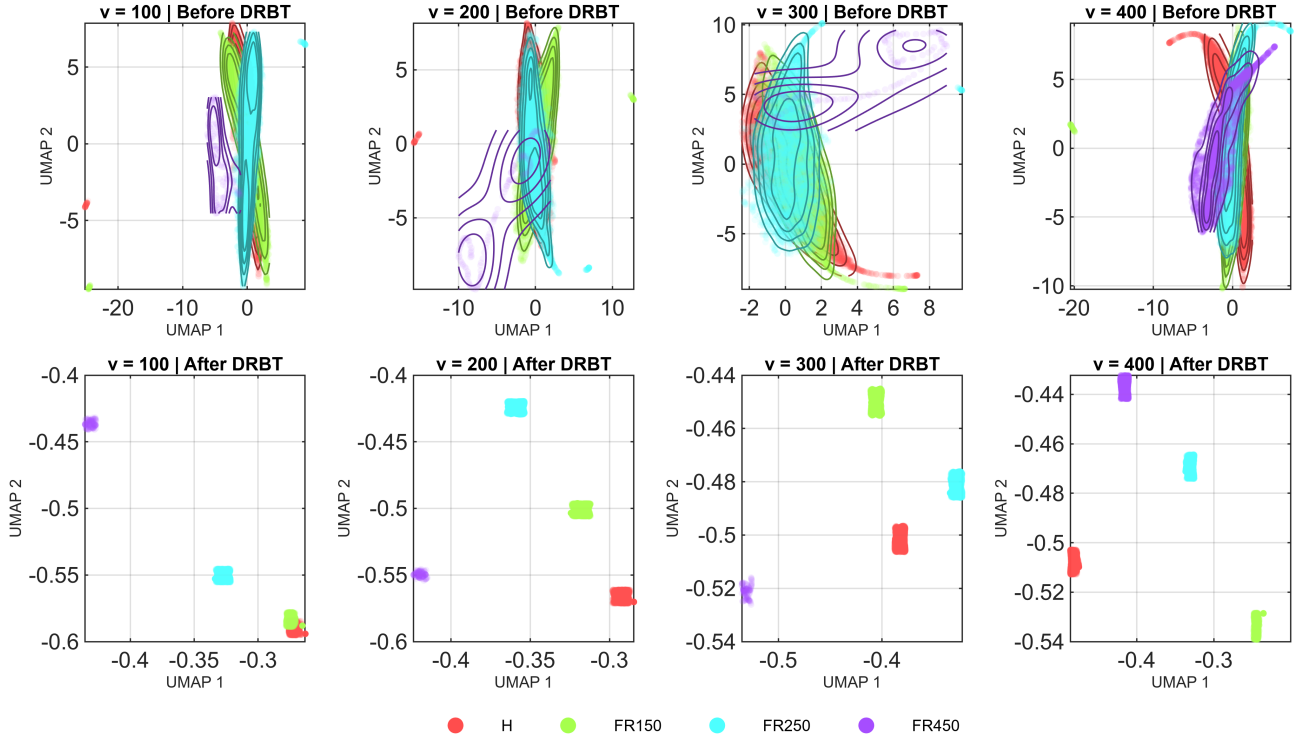 v = 100 | Before DRBT
5
0
-5
-20
-10
0
UMAP 1
UMAP 2
v = 200 | Before DRBT
5
0
-5
-10
0
10
UMAP 1
UMAP 2
v = 300 | Before DRBT
10
5
0
-5
-2
0
2
4
6
8
UMAP 1
UMAP 2
v = 400 | Before DRBT
5
0
-5
-10
-20
-10
0
UMAP 1
UMAP 2
v = 100 | After DRBT
-0.4
-0.45
-0.5
-0.55
-0.6
-0.4
-0.35
-0.3
UMAP 1
UMAP 2
v = 200 | After DRBT
-0.4
-0.45
-0.5
-0.55
-0.6
-0.4
-0.35
-0.3
UMAP 1
UMAP 2
v = 300 | After DRBT
-0.44
-0.46
-0.48
-0.5
-0.52
-0.54
-0.5
-0.4
UMAP 1
UMAP 2
v = 400 | After DRBT
-0.44
-0.46
-0.48
-0.5
-0.52
-0.54
-0.4
-0.3
UMAP 1
UMAP 2
H
FR150
FR250
FR450